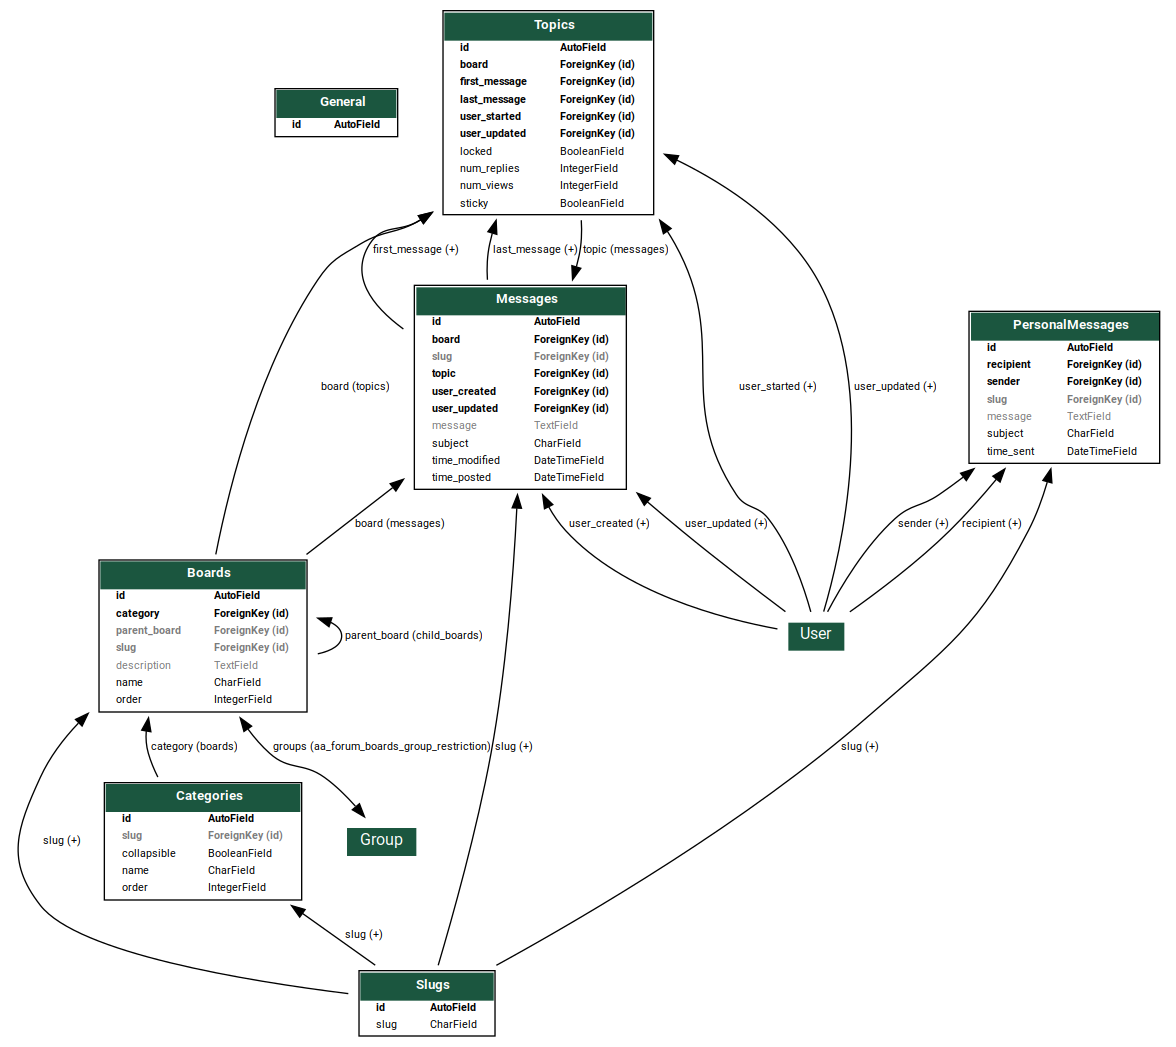 Topics
id AutoField
board ForeignKey (id)
first_message ForeignKey (id)
last_message ForeignKey (id)
user_started ForeignKey (id)
user_updated ForeignKey (id)
locked BooleanField
num_replies IntegerField
num_views IntegerField
sticky BooleanField
General
id AutoField
first_message (+)
last_message (+)
topic (messages)
Messages
id AutoField
board ForeignKey (id)
slug ForeignKey (id)
topic ForeignKey (id)
user_created ForeignKey (id)
user_updated ForeignKey (id)
message TextField
subject CharField
time_modified DateTimeField
time_posted DateTimeField
PersonalMessages
id AutoField
recipient ForeignKey (id)
sender ForeignKey (id)
slug ForeignKey (id)
message TextField
subject CharField
time_sent DateTimeField
board (topics)
user_started (+)
user_updated (+)
board (messages)
user_created (+)
user_updated (+)
sender (+)
recipient (+)
Boards
id AutoField
category ForeignKey (id)
parent_board ForeignKey (id)
slug ForeignKey (id)
description TextField
name CharField
order IntegerField
parent_board (child_boards)
User
category (boards)
groups (aa_forum_boards_group_restriction)
slug (+)
slug (+)
Categories
id AutoField
slug ForeignKey (id)
collapsible BooleanField
name CharField
order IntegerField
Group
slug (+)
slug (+)
Slugs
id AutoField
slug CharField